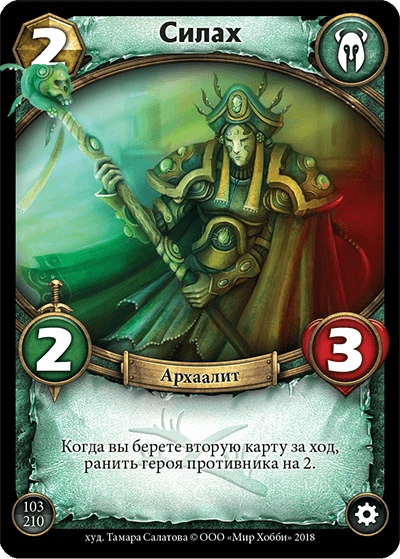 2
Силах
2
Архаалит
3
Когда вы берете вторую карту за ход,
ранить героя противника на 2.
103
210
худ. Тамара Салатова © ООО «Мир Хобби» 2018